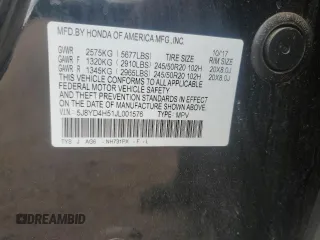 MFD.BY HONDA OF AMERICA MFG.,INC.
10/17
GVWR 2575KG ( 5677LBS) TIRE SIZE RIM SIZE
GAWR F 1320KG ( 2910LBS) 245/50R20 102H 20X8.0J
GAWR R 1345KG ( 2965LBS) 245/50R20 102H 20X8.0J
THIS VEHICLE CONFORMS TO ALL APPLICABLE
FEDERAL MOTOR VEHICLE SAFETY AND THEFT
PREVENTION STANDARDS IN EFFECT ON THE DATE
OF MANUFACTURE SHOWN ABOVE.
V.I.N: 5J8YD4H51JL001576 TYPE: MPV
F - L
DREAMBID